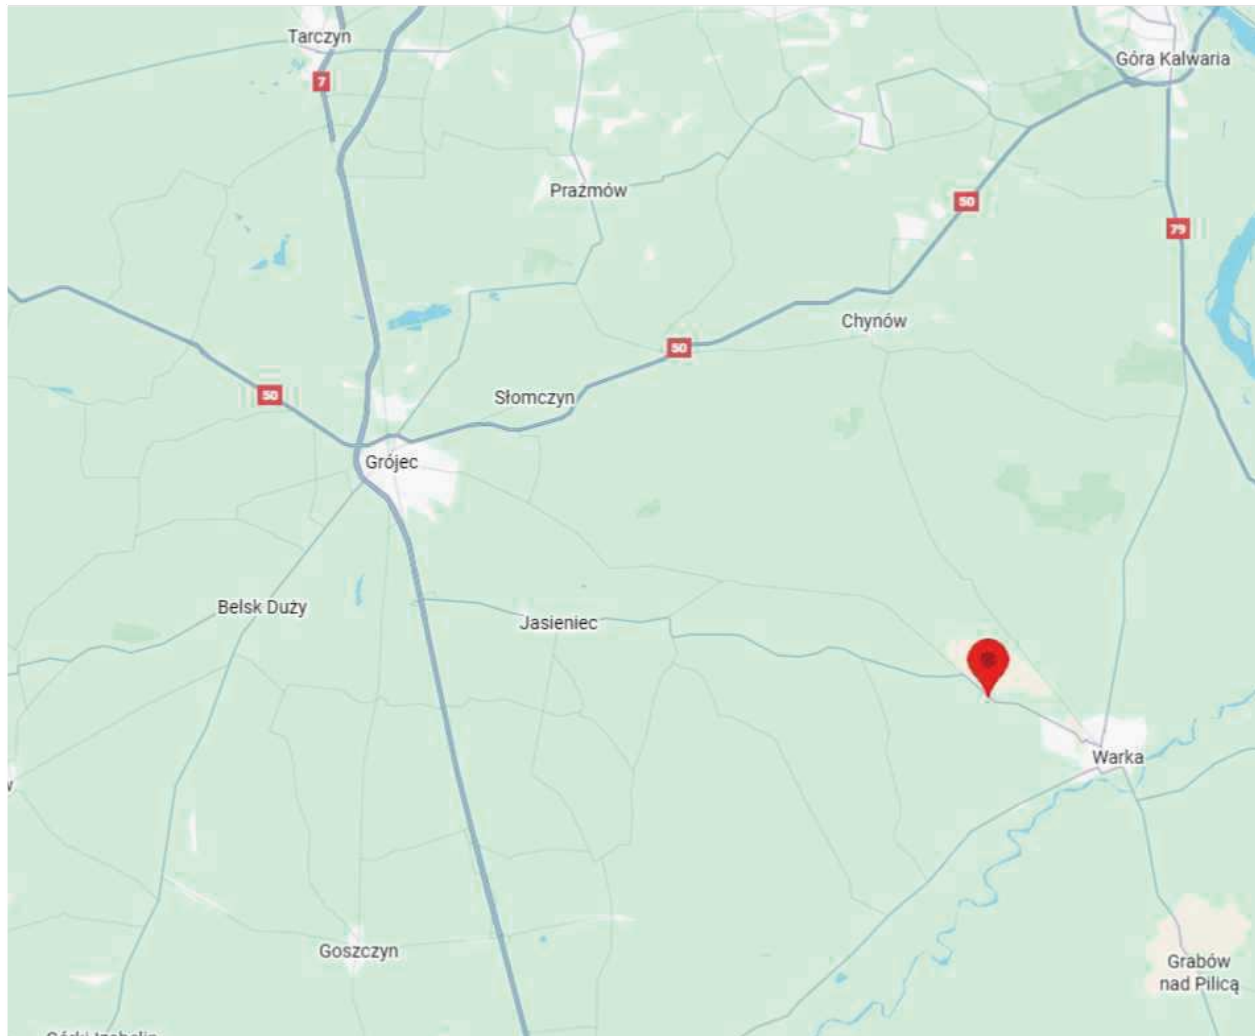 Tarczyn
Góra Kalwaria
7
Prażmów
50
79
Chynów
50
50
Słomczyn
Grójec
Belsk Duży
Jasieniec
Warka
Goszczyn
Grabów
nad Pilicą